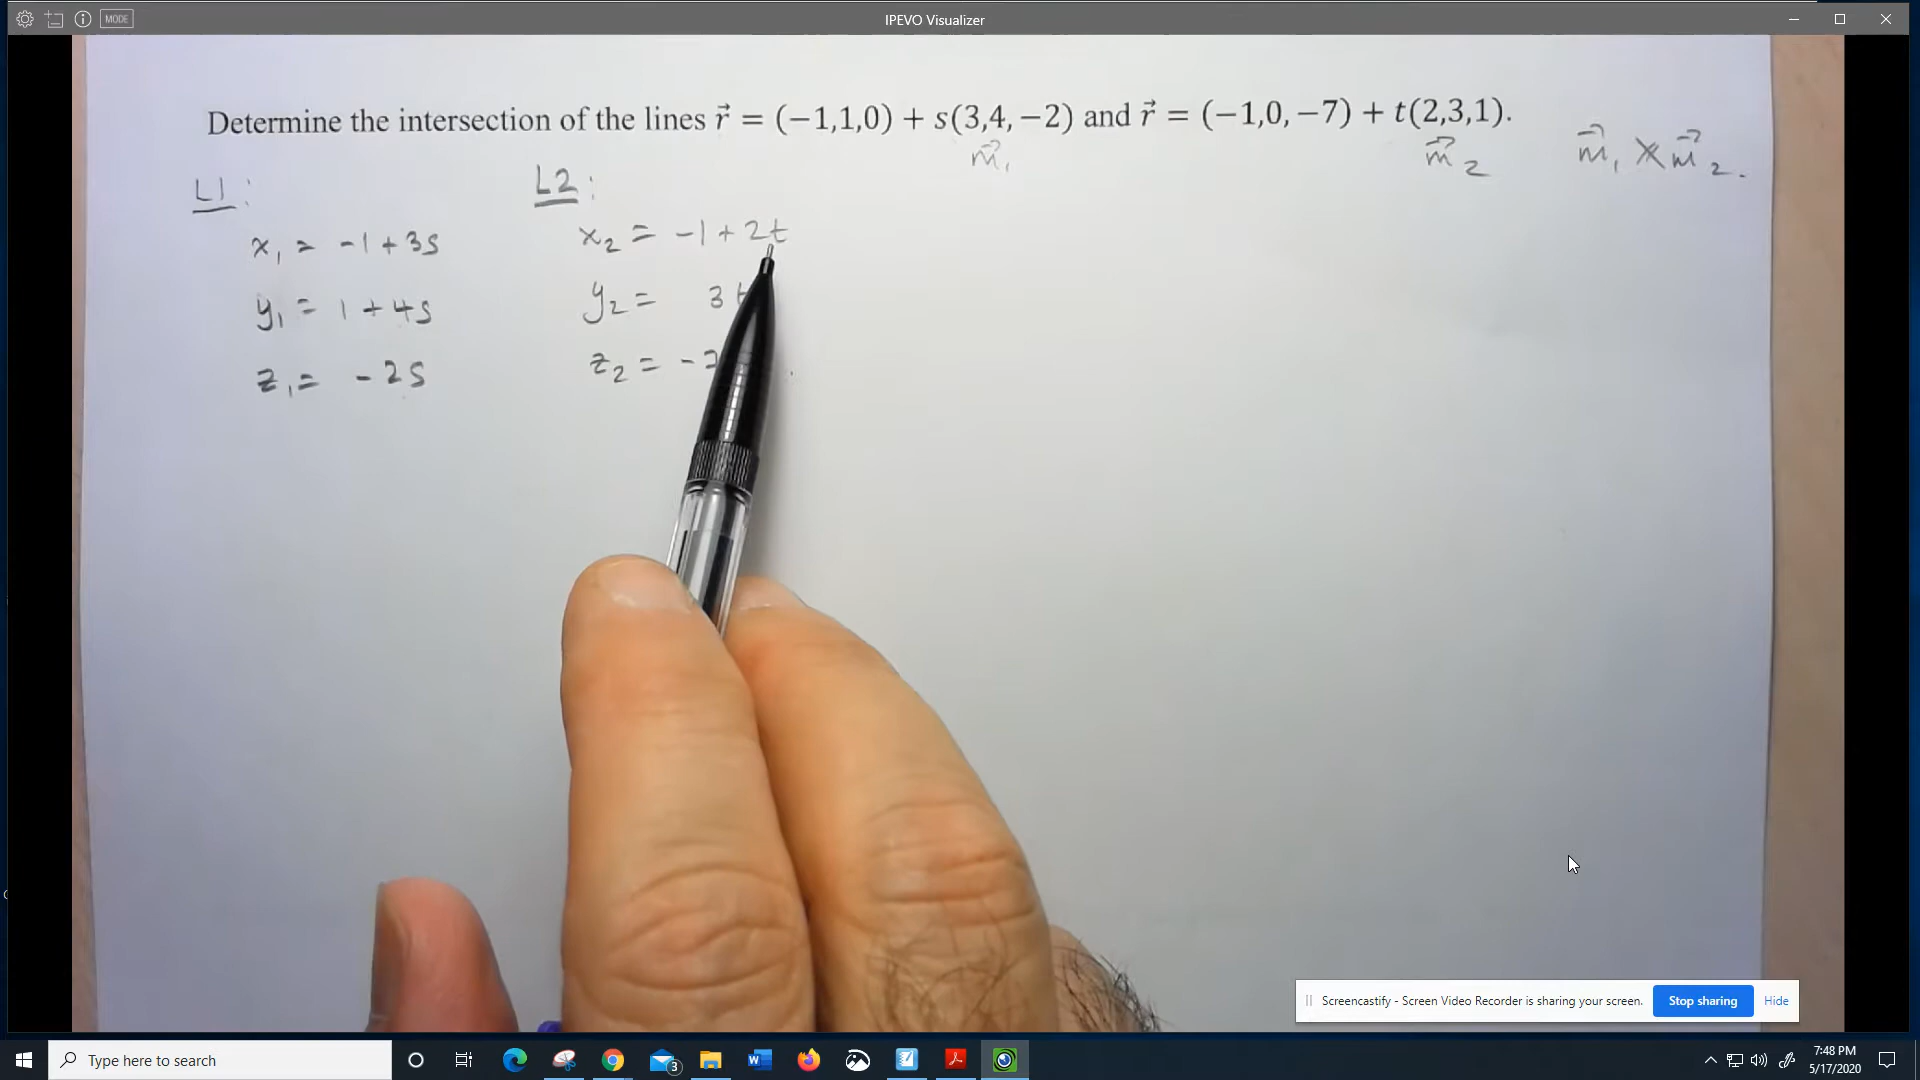 MODE
IPEVO Visualizer
Determine the intersection of the lines r⃗ = (−1,1,0) + s(3,4,−2) and r⃗ = (−1,0,−7) + t(2,3,1).
m⃗₁
m⃗₂
m⃗₁ ∦ m⃗₂.
L1:
L2:
x₁ = -1 + 3s
x₂ = -1 + 2t
y₁ = 1 + 4s
y₂ = 3t
z₁ = -2s
z₂ =
Screencastify - Screen Video Recorder is sharing your screen.
Stop sharing
Hide
Type here to search
3
7:48 PM
5/17/2020